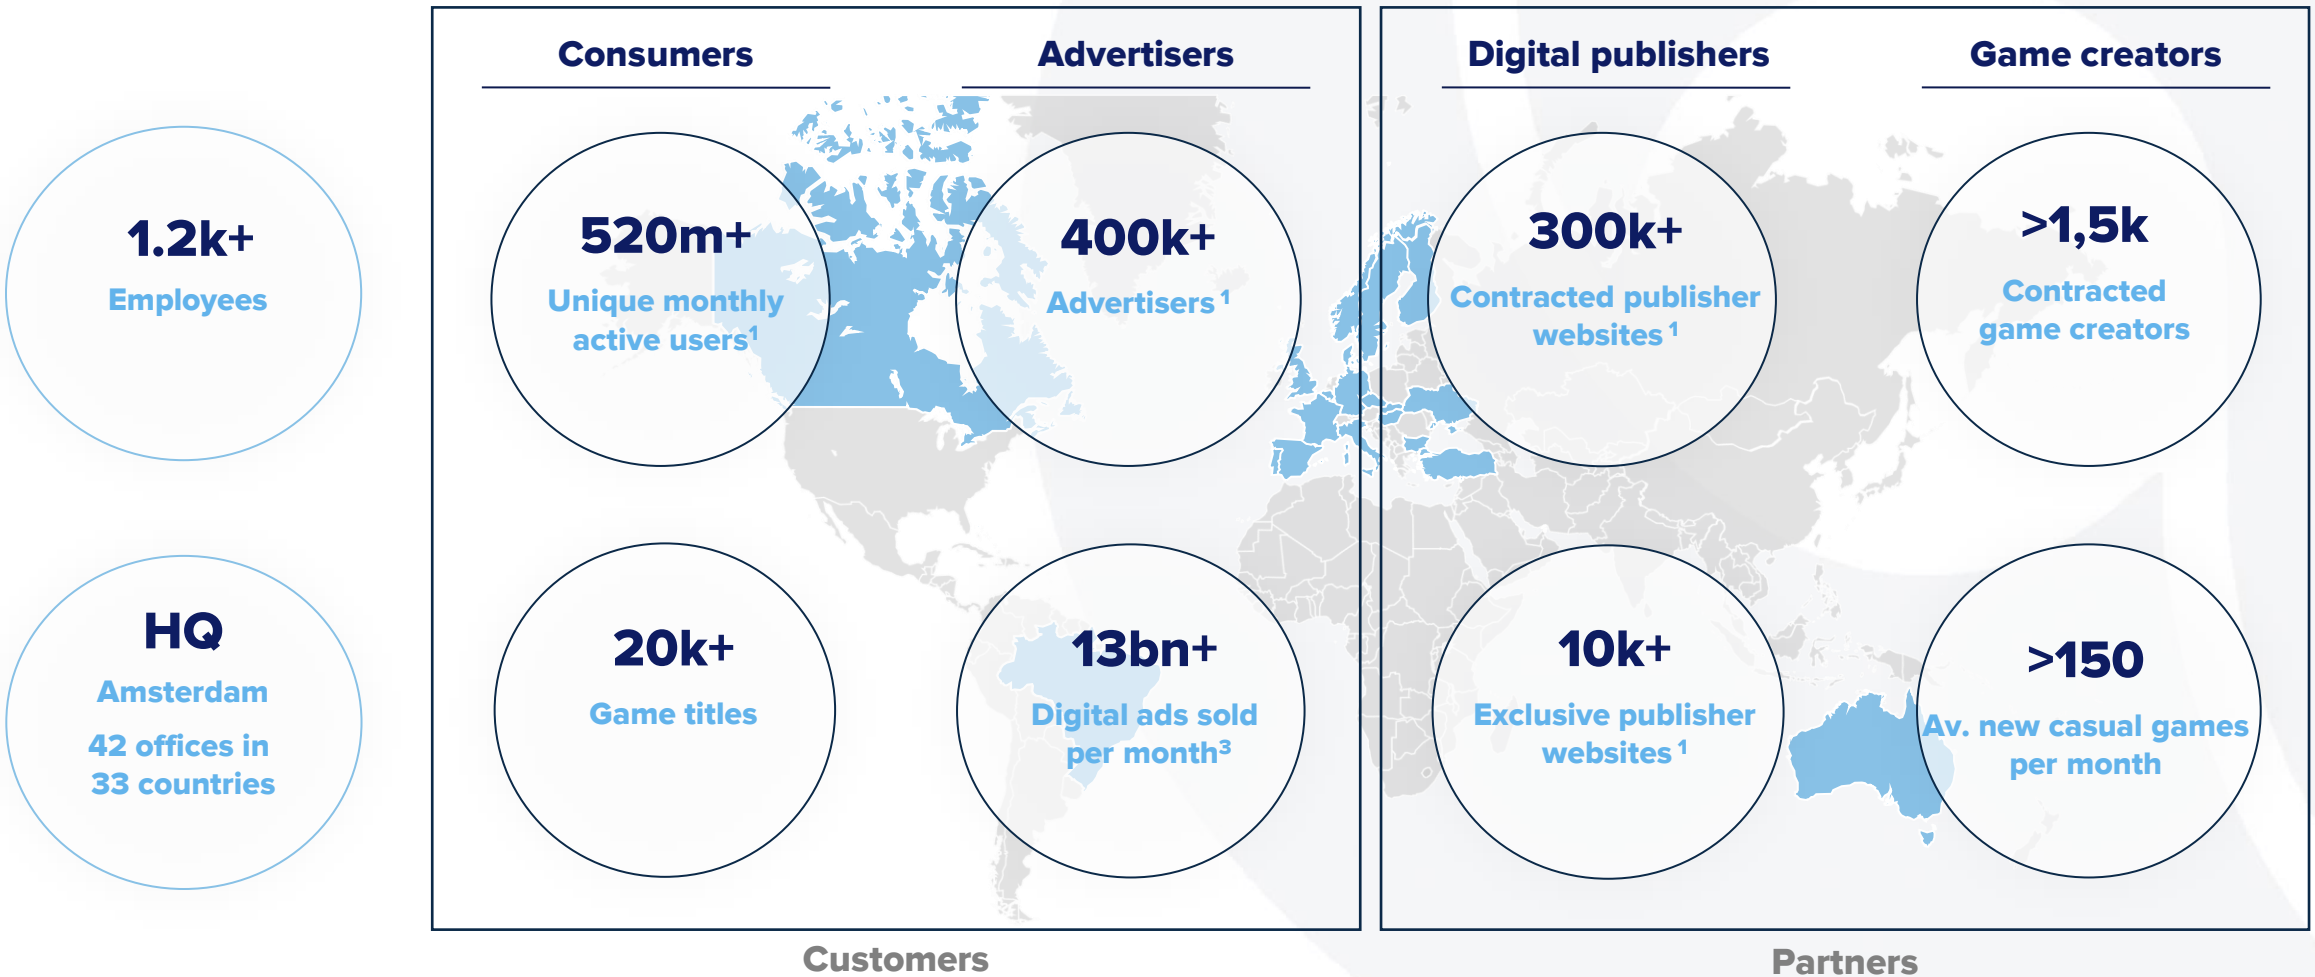 1.2k+
Employees
HQ
Amsterdam
42 offices in
33 countries
Consumers
520m+
Unique monthly
active users¹
20k+
Game titles
Advertisers
400k+
Advertisers ¹
13bn+
Digital ads sold
per month³
Customers
Digital publishers
300k+
Contracted publisher
websites ¹
10k+
Exclusive publisher
websites ¹
Game creators
>1,5k
Contracted
game creators
>150
Av. new casual games
per month
Partners